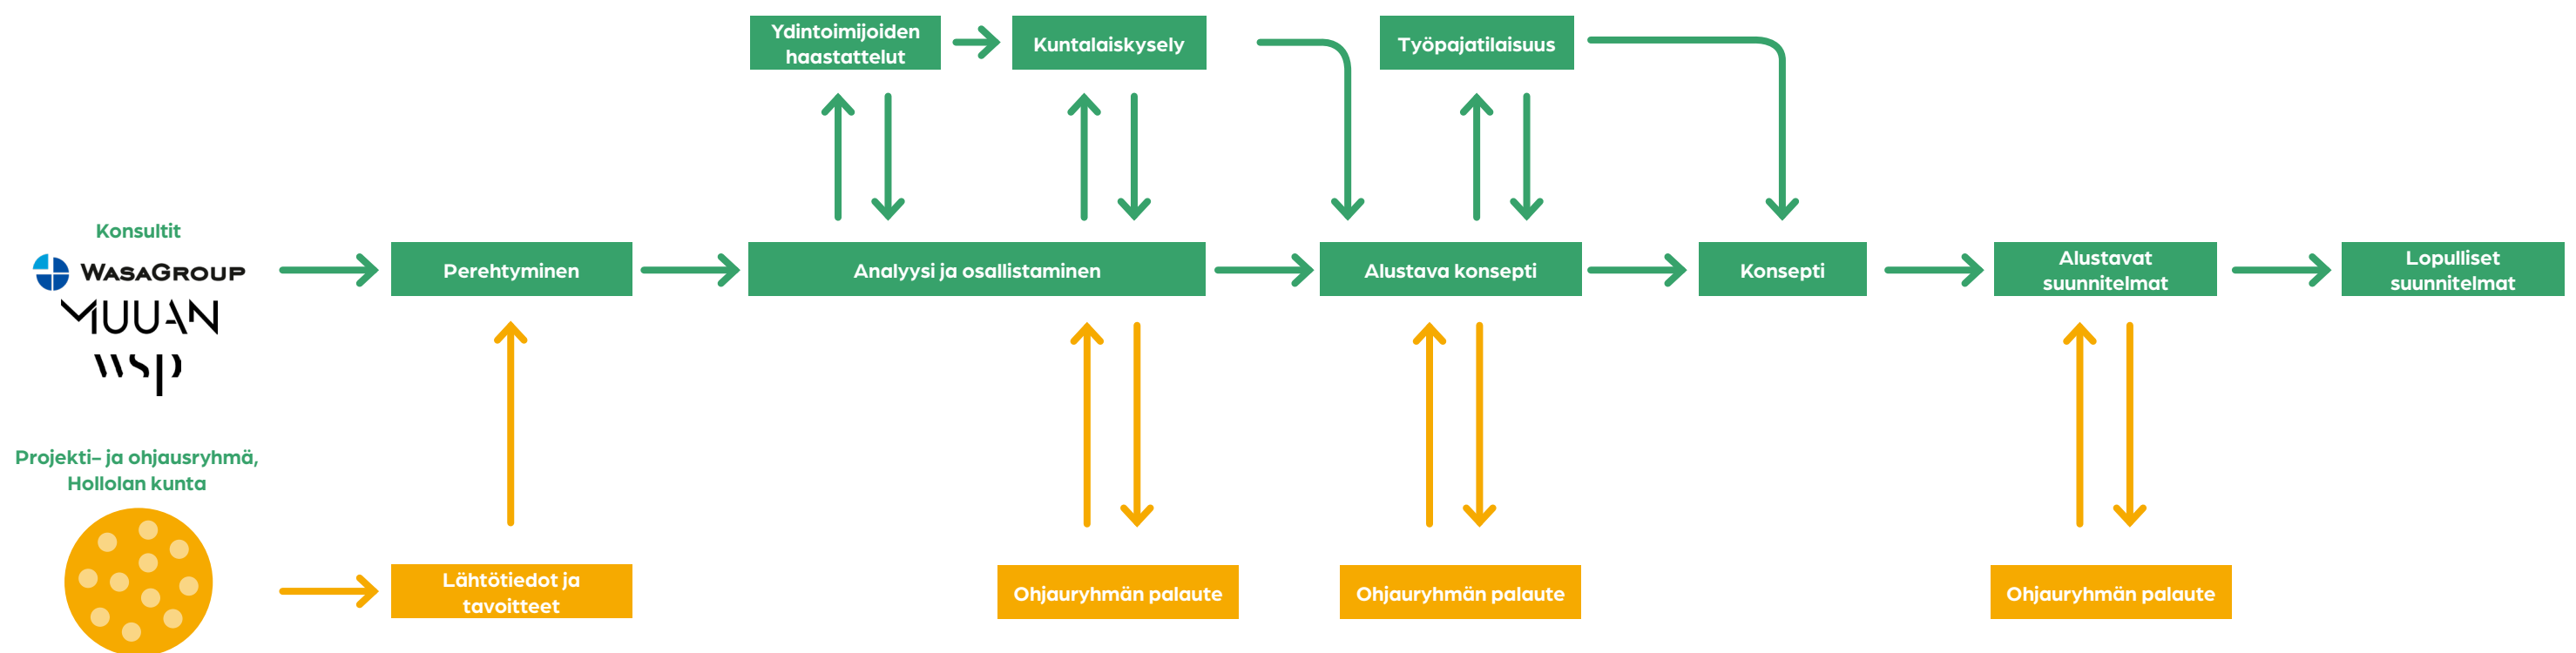 Ydintoimijoiden
haastattelut
Kuntalaiskysely
Työpajatilaisuus
Konsultit
WASAGROUP
MUUAN
wsp
Perehtyminen
Analyysi ja osallistaminen
Alustava konsepti
Konsepti
Alustavat
suunnitelmat
Lopulliset
suunnitelmat
Projekti- ja ohjausryhmä,
Hollolan kunta
Lähtötiedot ja
tavoitteet
Ohjauryhmän palaute
Ohjauryhmän palaute
Ohjauryhmän palaute